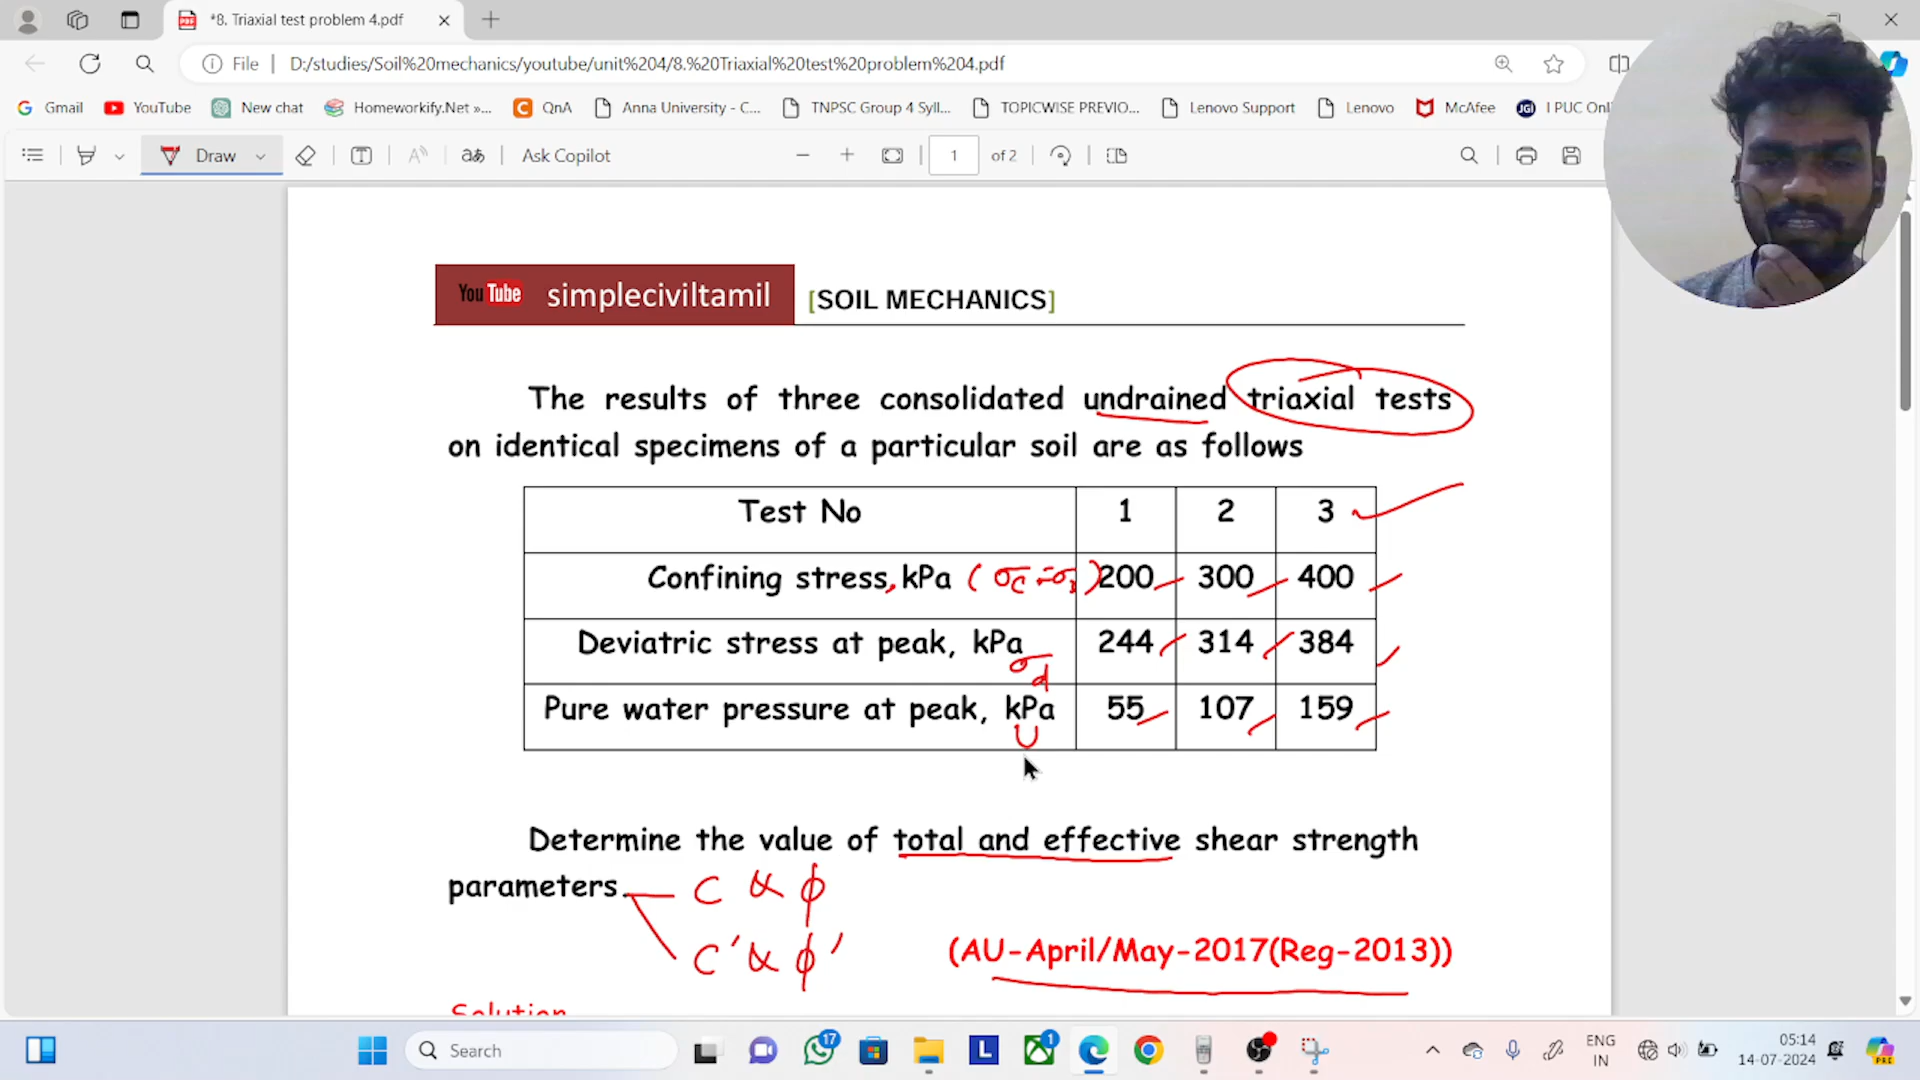 *8. Triaxial test problem 4.pdf
File D:/studies/Soil%20mechanics/youtube/unit%204/8.%20Triaxial%20test%20problem%204.pdf
Gmail YouTube New chat Homeworkify.Net »... QnA Anna University - C... TNPSC Group 4 Syll... TOPICWISE PREVIO... Lenovo Support Lenovo McAfee I PUC Onl
Draw Ask Copilot 1 of 2
YouTube simpleciviltamil [SOIL MECHANICS]
The results of three consolidated undrained triaxial tests
on identical specimens of a particular soil are as follows
Test No 1 2 3
Confining stress, kPa (σc = σ3) 200 300 400
Deviatric stress at peak, kPa 244 314 384
σd
Pure water pressure at peak, kPa 55 107 159
U
Determine the value of total and effective shear strength
parameters. C & ϕ
C' & ϕ'
(AU-April/May-2017(Reg-2013))
Solution
Search 17 L 1 ENG 05:14
IN 14-07-2024 PRE